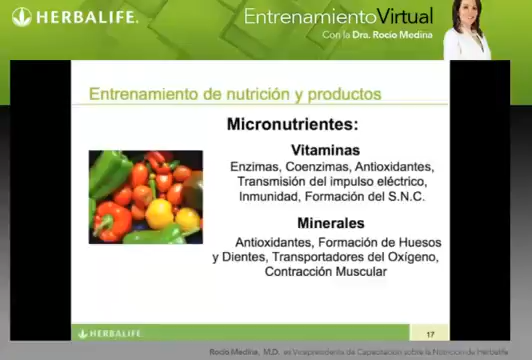 HERBALIFE.
EntrenamientoVirtual
Con la Dra. Rocío Medina
Entrenamiento de nutrición y productos
Micronutrientes:
Vitaminas
Enzimas, Coenzimas, Antioxidantes,
Transmisión del impulso eléctrico,
Inmunidad, Formación del S.N.C.
Minerales
Antioxidantes, Formación de Huesos
y Dientes, Transportadores del Oxígeno,
Contracción Muscular
HERBALIFE.
17
Rocío Medina, M.D. es Vicepresidenta de Capacitación sobre la Nutrición de Herbalife